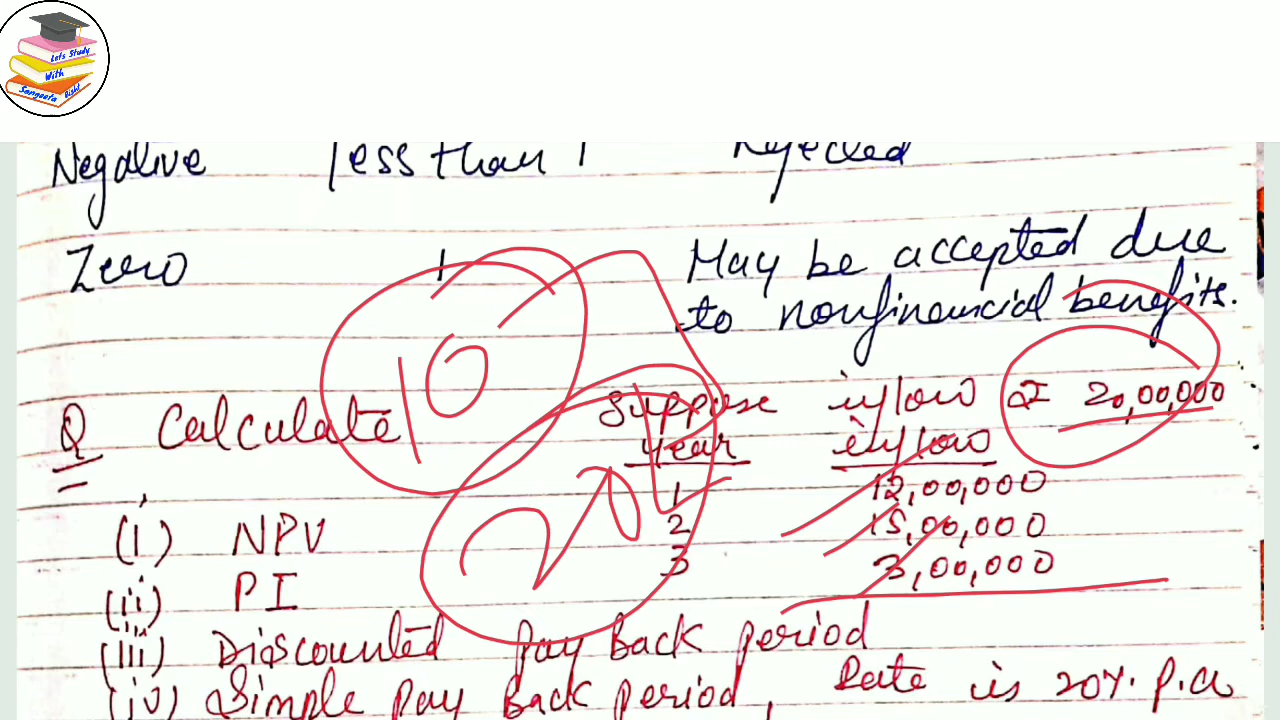 Lets Study
With
Sangeeta Bisht
Negative less than 1 Rejected
Zero 1 May be accepted due
to nonfinancial benefits.
10
Q Calculate Suppose inflow I 20,00,000
year inflow
1 12,00,000
(i) NPV 2 15,00,000
3 3,00,000
(ii) PI
(iii) Discounted Pay Back period
(iv) Simple pay Back period, Rate is 20%. p.a